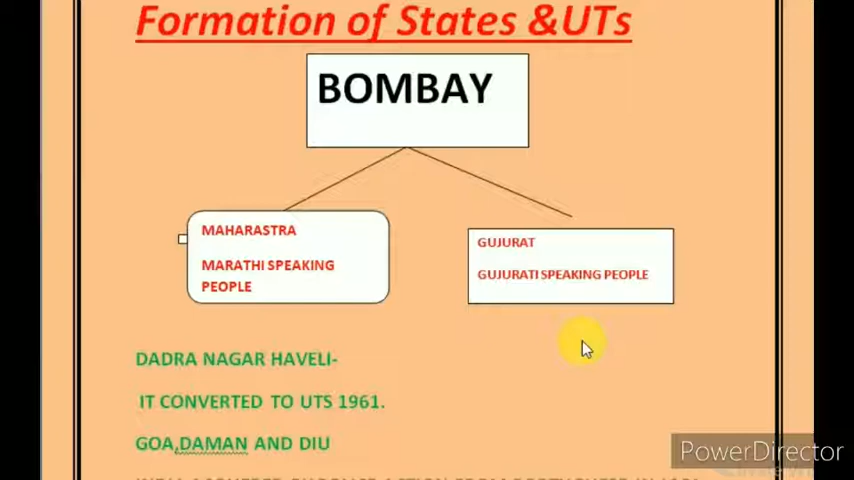 Formation of States &UTs
BOMBAY
MAHARASTRA
MARATHI SPEAKING
PEOPLE
GUJURAT
GUJURATI SPEAKING PEOPLE
DADRA NAGAR HAVELI-
IT CONVERTED TO UTS 1961.
GOA,DAMAN AND DIU
PowerDirector